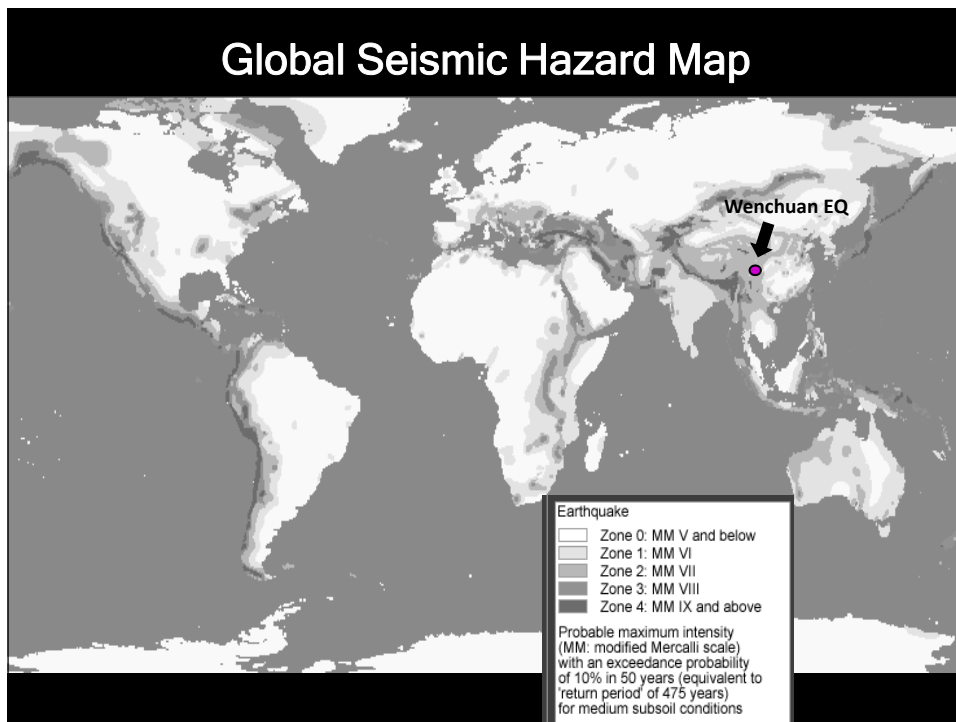 Global Seismic Hazard Map
Wenchuan EQ
Earthquake
Zone 0: MM V and below
Zone 1: MM VI
Zone 2: MM VII
Zone 3: MM VIII
Zone 4: MM IX and above
Probable maximum intensity
(MM: modified Mercalli scale)
with an exceedance probability
of 10% in 50 years (equivalent to
'return period' of 475 years)
for medium subsoil conditions